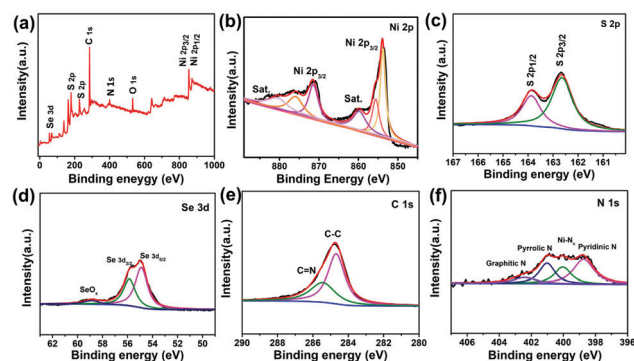 (a)
Intensity(a.u.)
Se 3d
S 2p
S 2p
C 1s
N 1s
O 1s
Ni 2p3/2
Ni 2p1/2
0 200 400 600 800 1000
Binding energy (eV)
(b)
Ni 2p
Intensity(a.u.)
Sat.
Ni 2p3/2
Sat.
Ni 2p3/2
880 870 860 850
Binding energy (eV)
(c)
S 2p
Intensity(a.u.)
S 2p1/2
S 2p3/2
167 166 165 164 163 162 161
Binding eneregyy (eV)
(d)
Se 3d
Intensity(a.u.)
SeOx
Se 3d3/2
Se 3d5/2
62 60 58 56 54 52 50
Binding energy (eV)
(e)
C 1s
Intensity(a.u.)
C=N
C-C
290 288 286 284 282 280
Binding energy (eV)
(f)
N 1s
Intensity(a.u.)
Graphitic N
Pyrrolic N
Ni-Nx
Pyridinic N
406 404 402 400 398 396
Binding energy (eV)